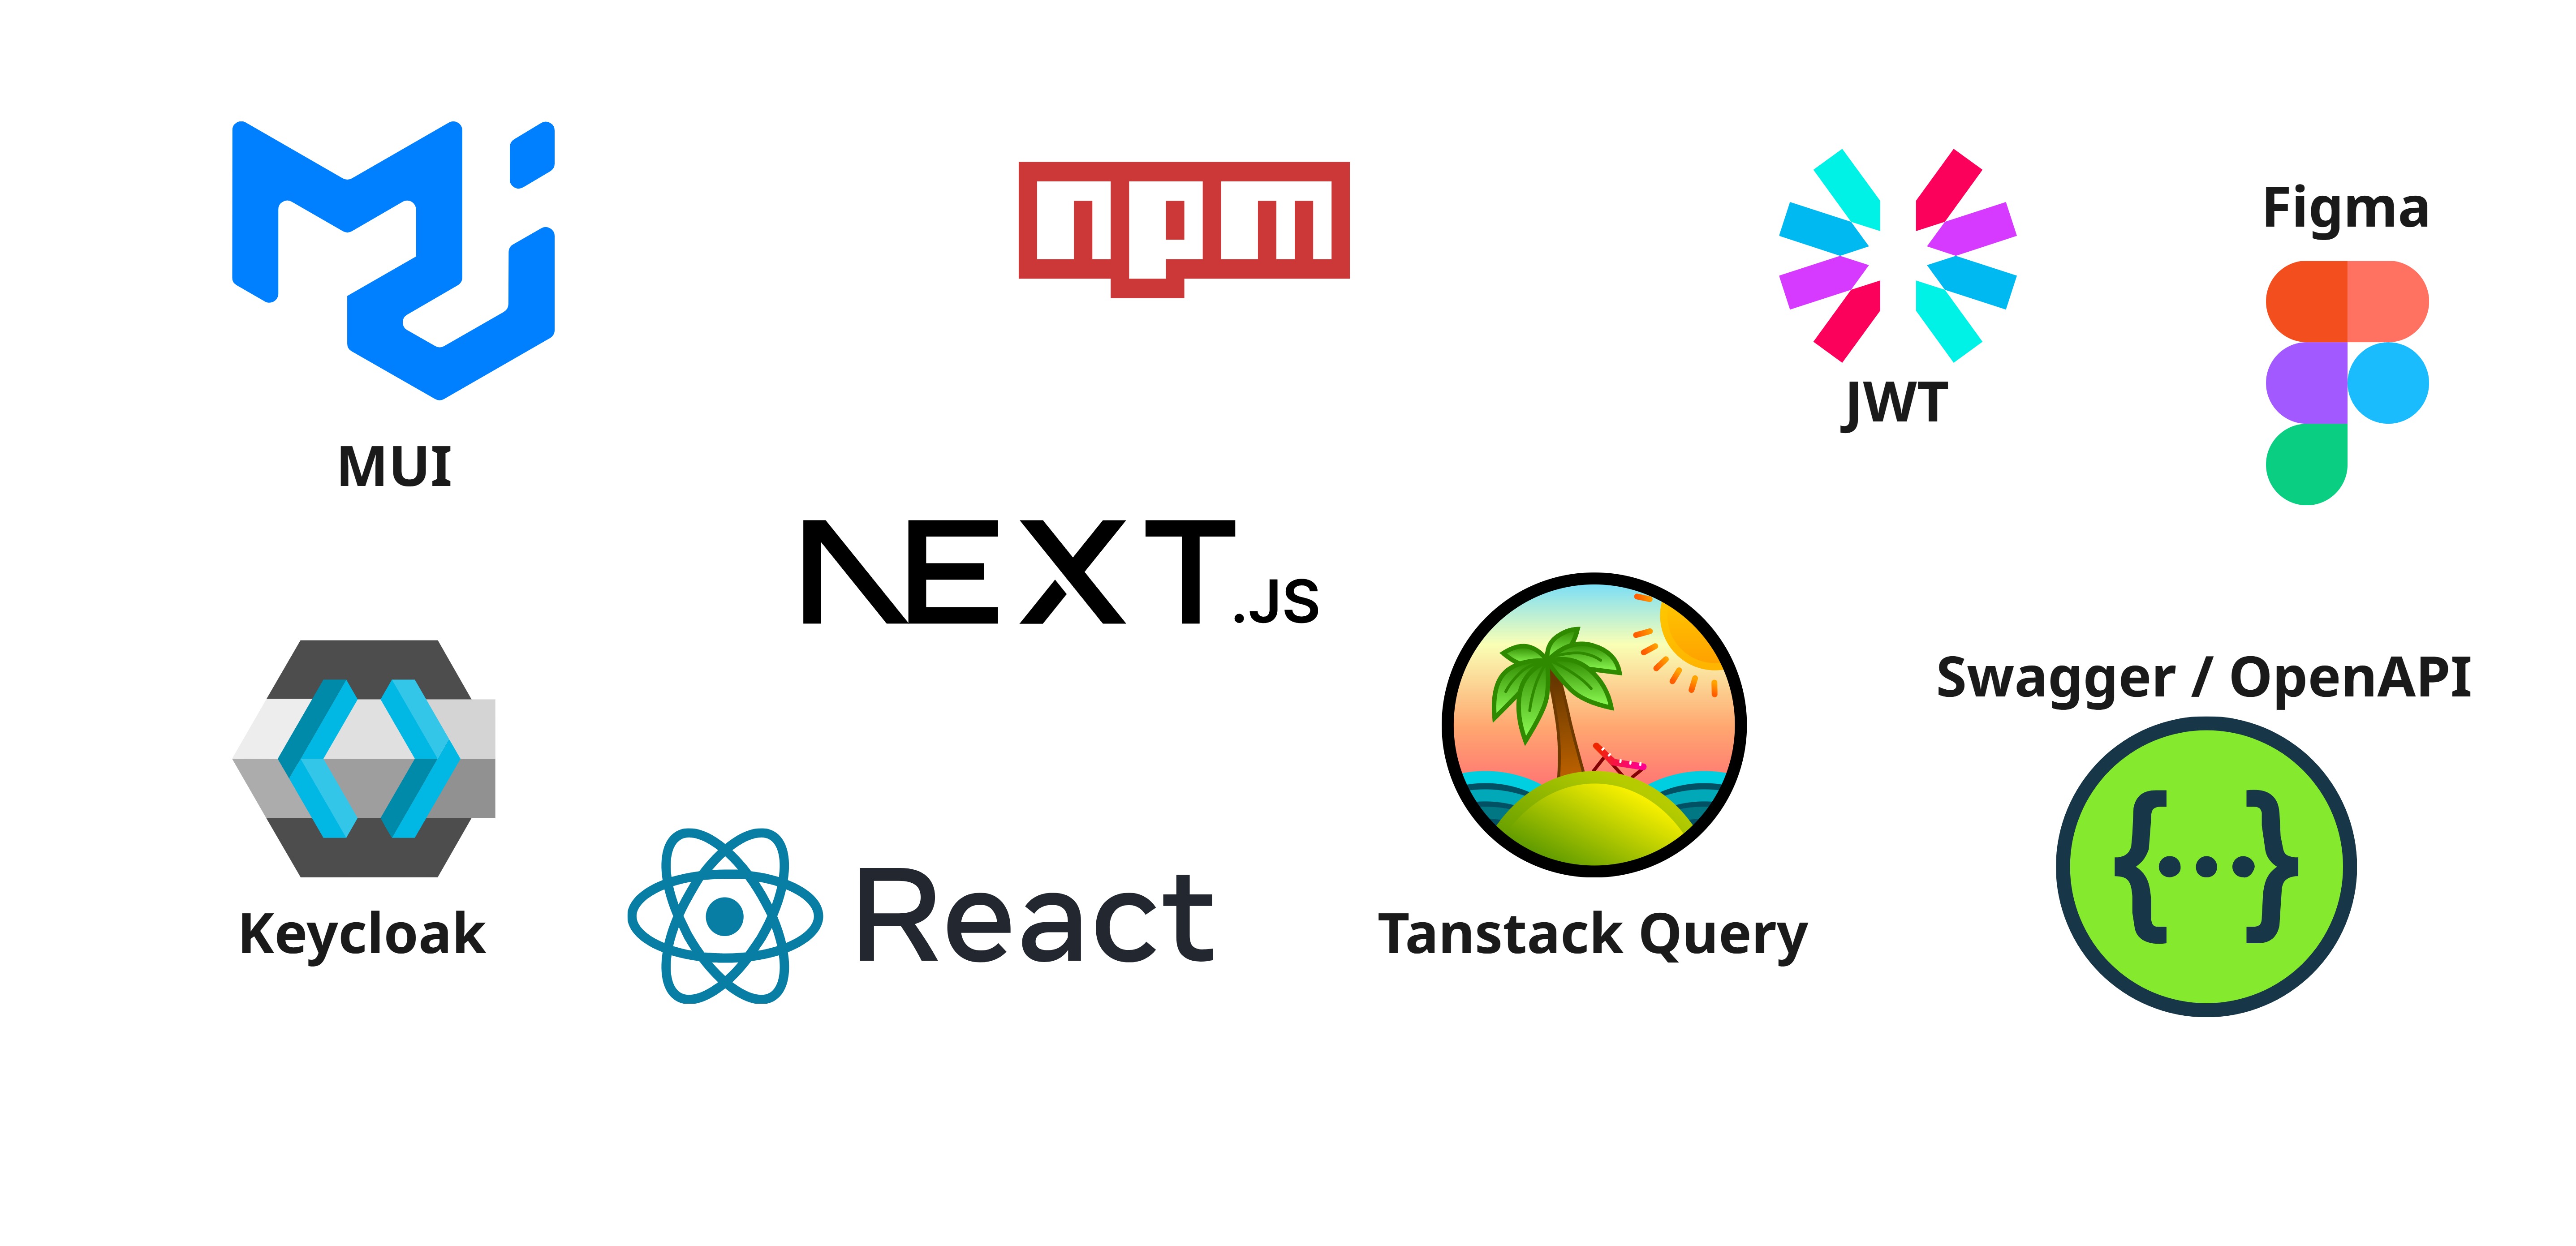 npm
Figma
JWT
MUI
NEXT.JS
Swagger / OpenAPI
React
Keycloak
Tanstack Query
{...}